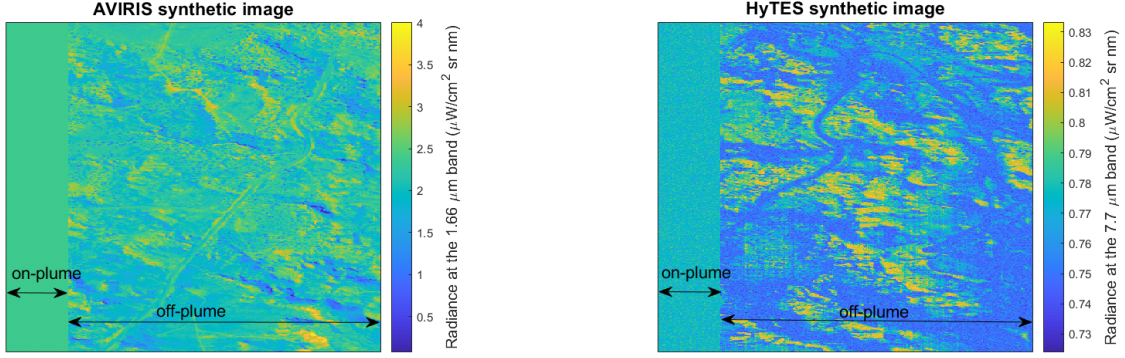 AVIRIS synthetic image
on-plume
off-plume
4
3.5
3
2.5
2
1.5
1
0.5
Radiance at the 1.66 μm band (μW/cm² sr nm)
HyTES synthetic image
on-plume
off-plume
0.83
0.82
0.81
0.8
0.79
0.78
0.77
0.76
0.75
0.74
0.73
Radiance at the 7.7 μm band (μW/cm² sr nm)